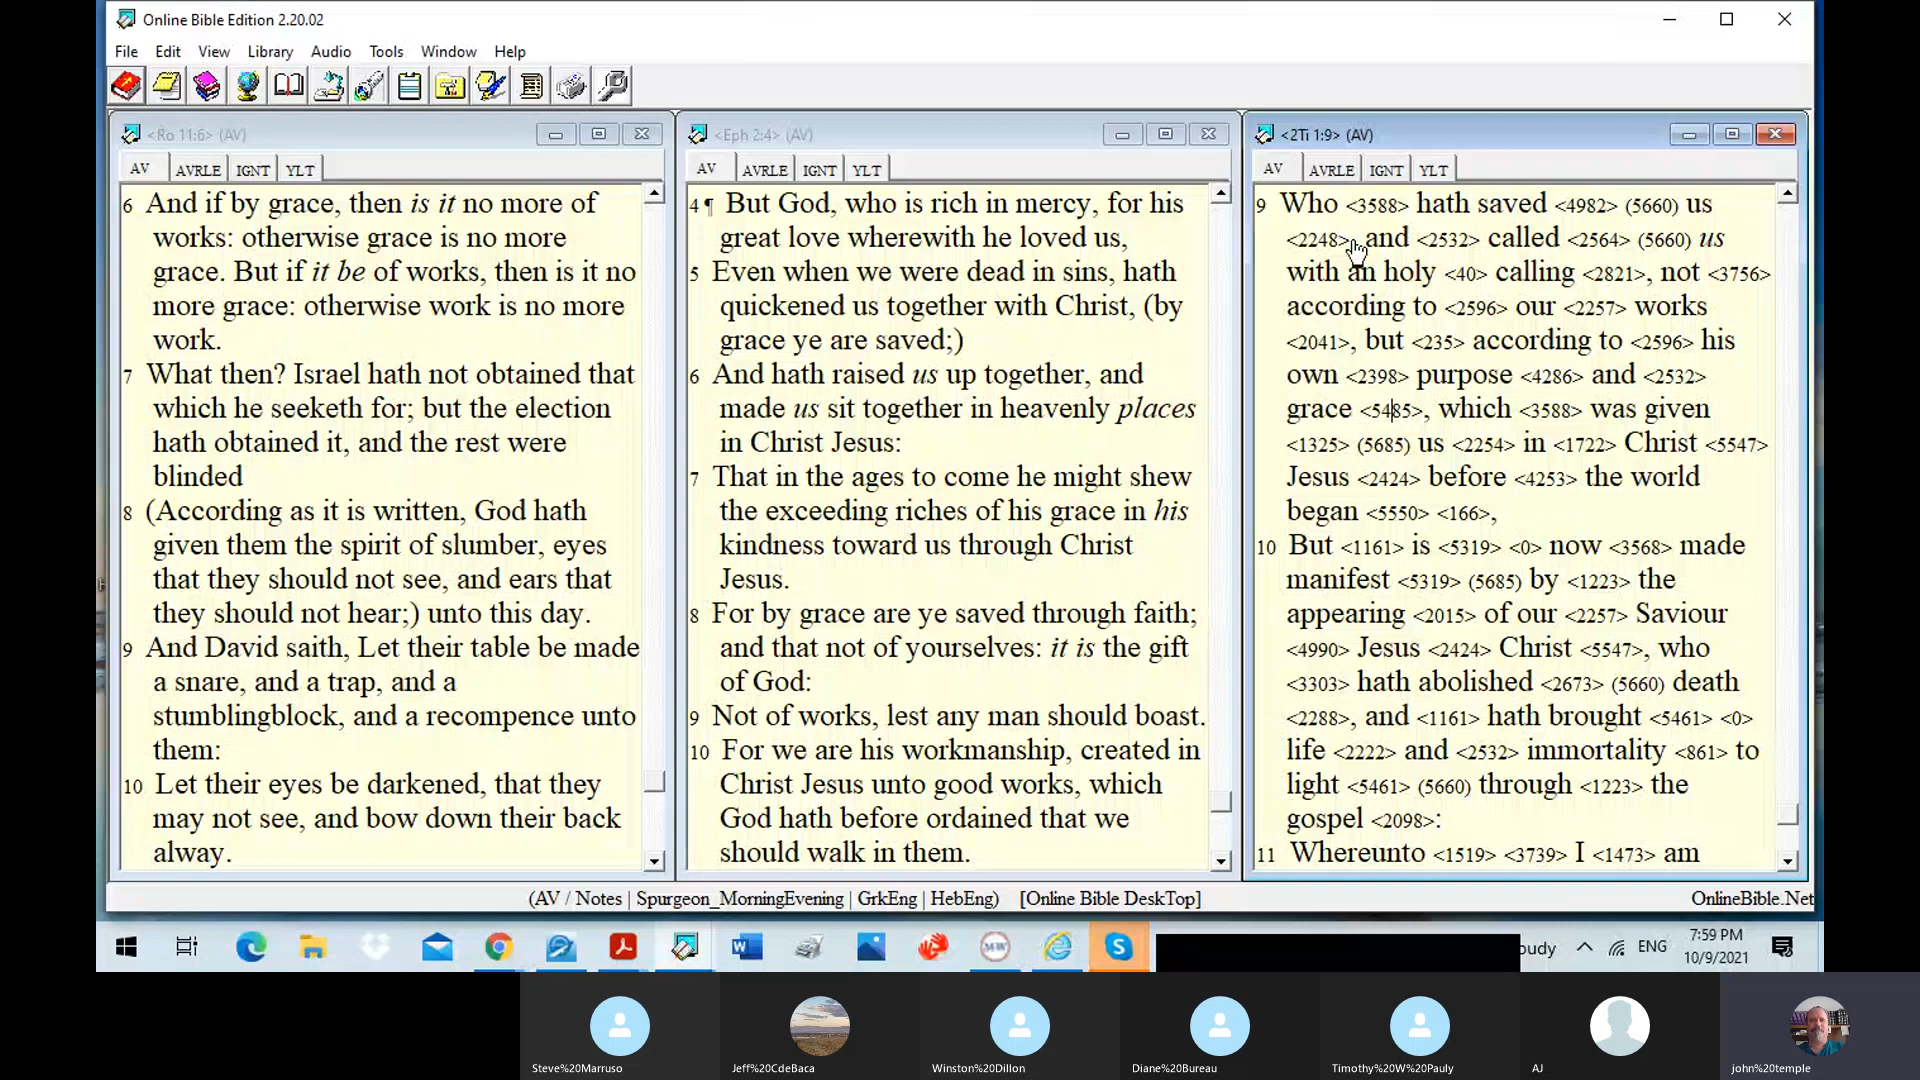 Online Bible Edition 2.20.02
File Edit View Library Audio Tools Window Help
<Ro 11:6> (AV)
AV AVRLE IGNT YLT
6 And if by grace, then is it no more of
works: otherwise grace is no more
grace. But if it be of works, then is it no
more grace: otherwise work is no more
work.
7 What then? Israel hath not obtained that
which he seeketh for; but the election
hath obtained it, and the rest were
blinded
8 (According as it is written, God hath
given them the spirit of slumber, eyes
that they should not see, and ears that
they should not hear;) unto this day.
9 And David saith, Let their table be made
a snare, and a trap, and a
stumblingblock, and a recompence unto
them:
10 Let their eyes be darkened, that they
may not see, and bow down their back
alway.
<Eph 2:4> (AV)
AV AVRLE IGNT YLT
4 ¶ But God, who is rich in mercy, for his
great love wherewith he loved us,
5 Even when we were dead in sins, hath
quickened us together with Christ, (by
grace ye are saved;)
6 And hath raised us up together, and
made us sit together in heavenly places
in Christ Jesus:
7 That in the ages to come he might shew
the exceeding riches of his grace in his
kindness toward us through Christ
Jesus.
8 For by grace are ye saved through faith;
and that not of yourselves: it is the gift
of God:
9 Not of works, lest any man should boast.
10 For we are his workmanship, created in
Christ Jesus unto good works, which
God hath before ordained that we
should walk in them.
<2Ti 1:9> (AV)
AV AVRLE IGNT YLT
9 Who <3588> hath saved <4982> (5660) us
<2248>, and <2532> called <2564> (5660) us
with an holy <40> calling <2821>, not <3756>
according to <2596> our <2257> works
<2041>, but <235> according to <2596> his
own <2398> purpose <4286> and <2532>
grace <5485>, which <3588> was given
<1325> (5685) us <2254> in <1722> Christ <5547>
Jesus <2424> before <4253> the world
began <5550> <166>,
10 But <1161> is <5319> <0> now <3568> made
manifest <5319> (5685) by <1223> the
appearing <2015> of our <2257> Saviour
<4990> Jesus <2424> Christ <5547>, who
<3303> hath abolished <2673> (5660) death
<2288>, and <1161> hath brought <5461> <0>
life <2222> and <2532> immortality <861> to
light <5461> (5660) through <1223> the
gospel <2098>:
11 Whereunto <1519> <3739> I <1473> am
(AV / Notes | Spurgeon_MorningEvening | GrkEng | HebEng) [Online Bible DeskTop]
OnlineBible.Net
oudy ENG
7:59 PM
10/9/2021
Steve%20Marruso
Jeff%20CdeBaca
Winston%20Dillon
Diane%20Bureau
Timothy%20W%20Pauly
AJ
john%20temple